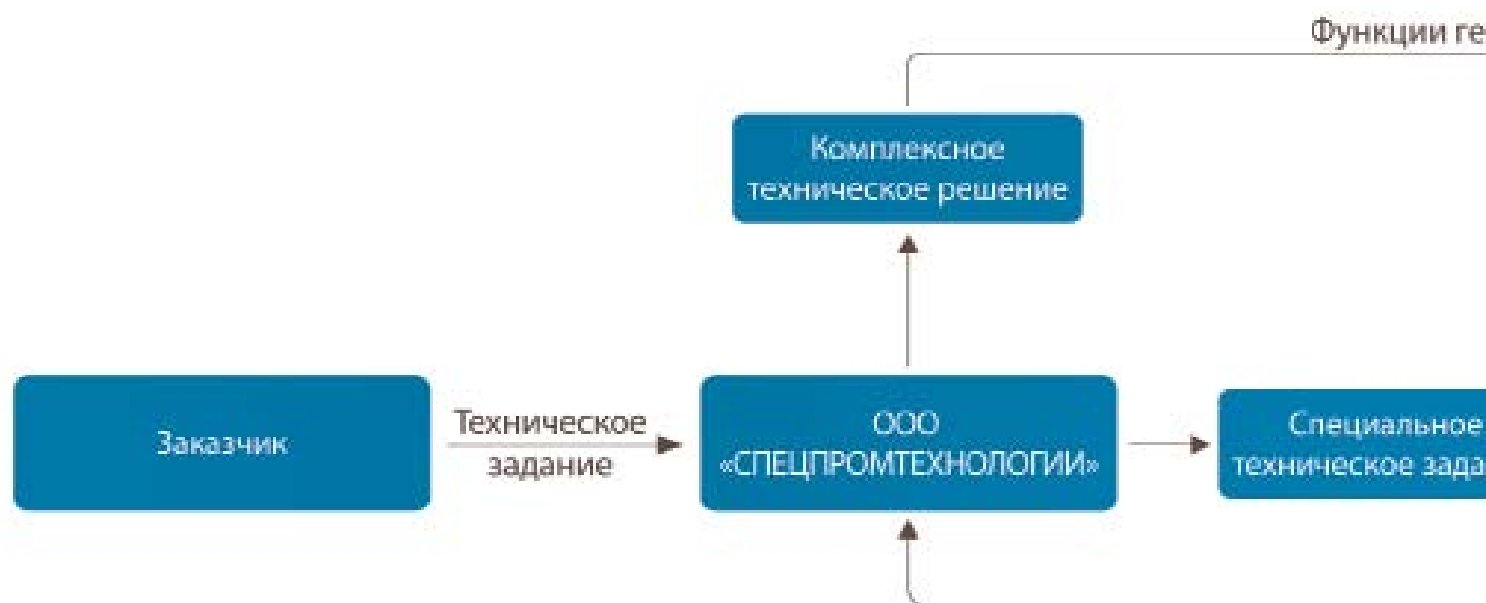 Функции ге
Комплексное
техническое решение
Заказчик
Техническое
задание
ООО
«СПЕЦПРОМТЕХНОЛОГИИ»
Специальное
техническое зада